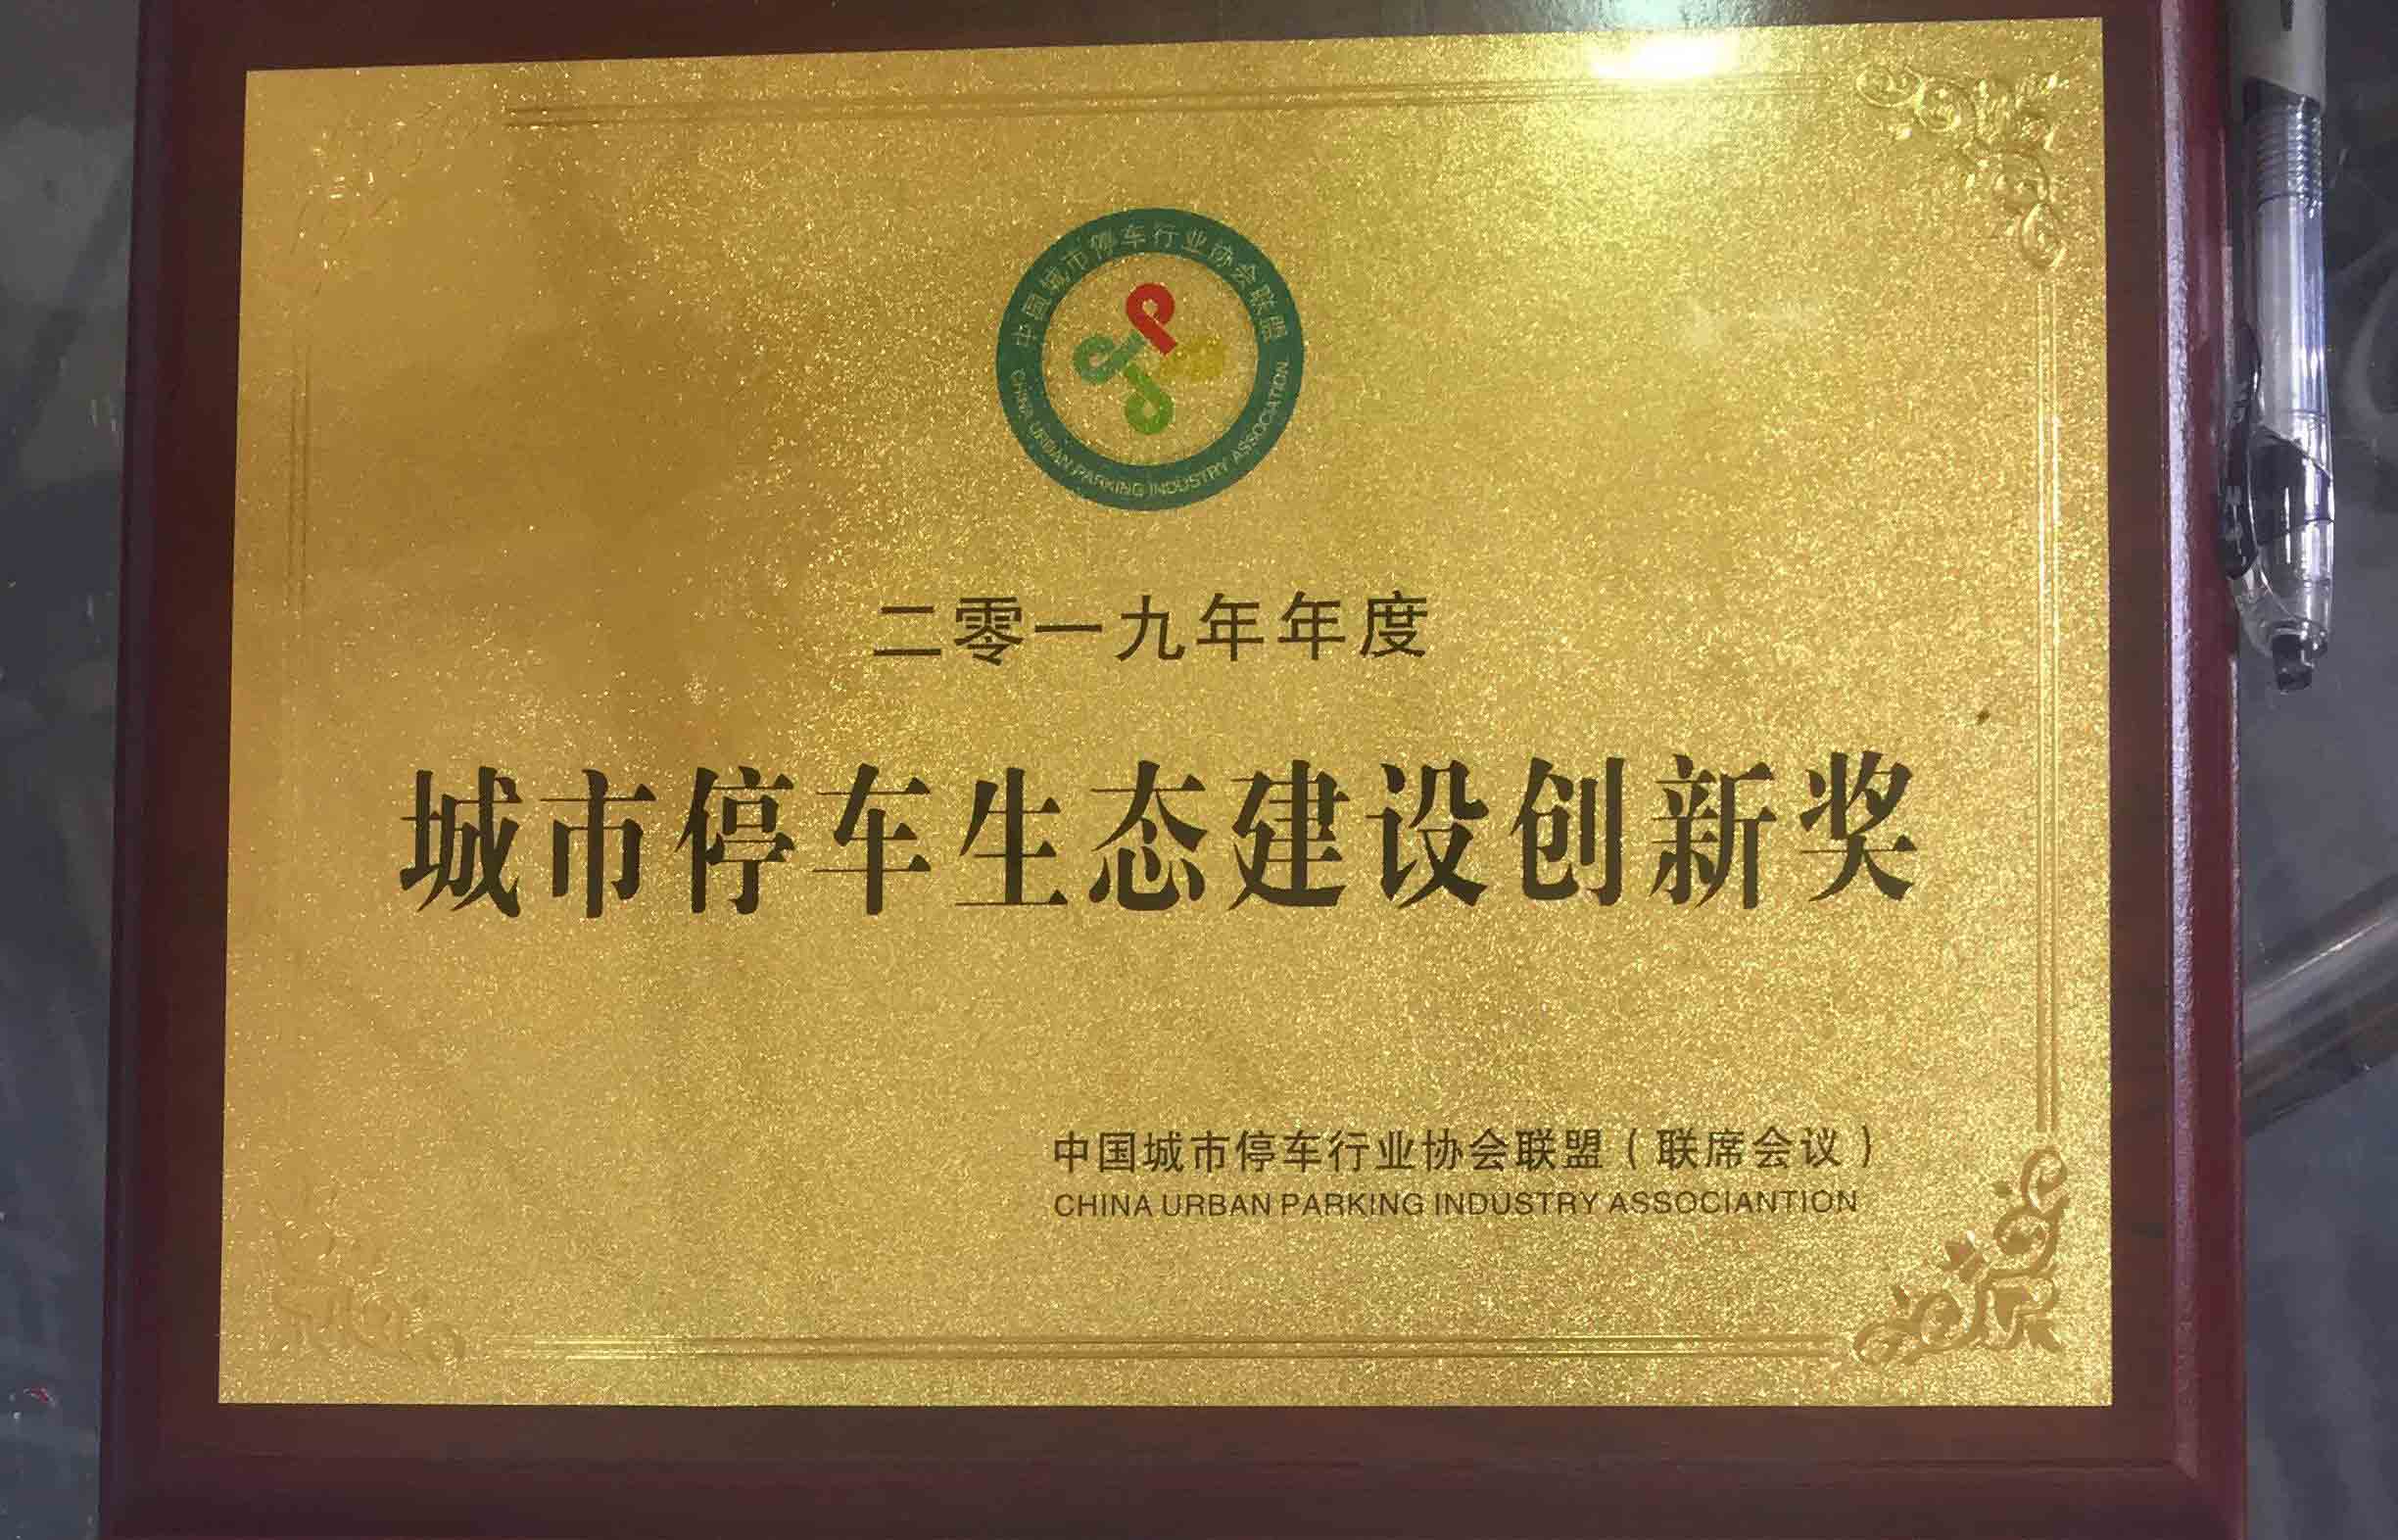 中国城市停车行业协会联盟
CHINA URBAN PARKING INDUSTRY ASSOCIATION
二零一九年年度
城市停车生态建设创新奖
中国城市停车行业协会联盟（联席会议）
CHINA URBAN PARKING INDUSTRY ASSOCIANTION